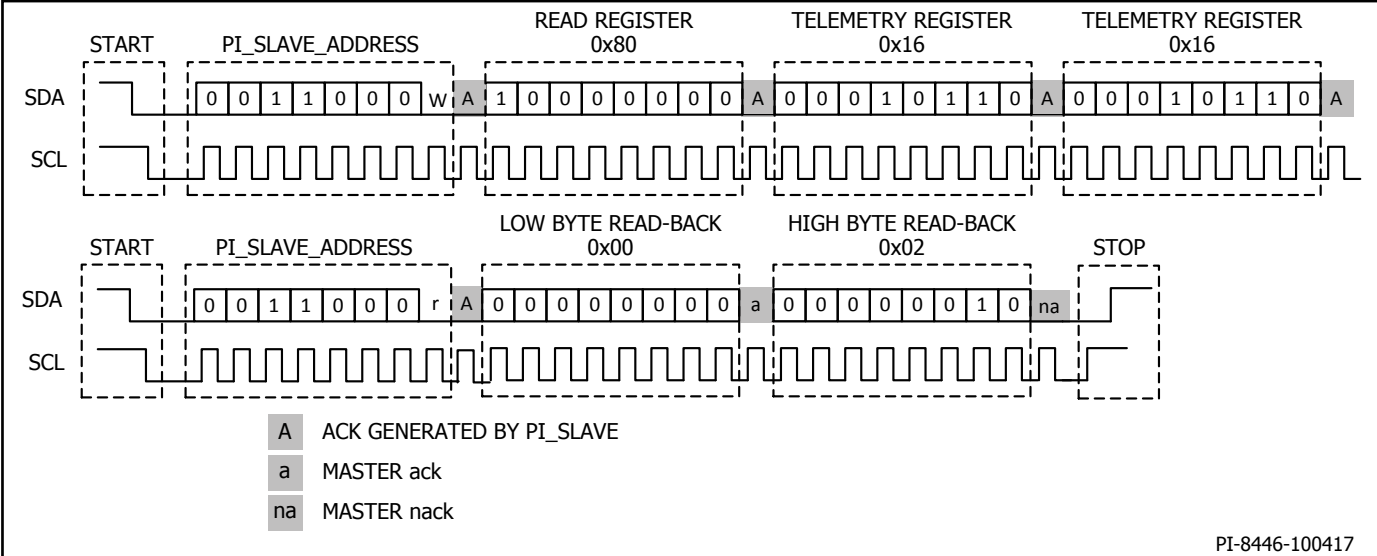 READ REGISTER TELEMETRY REGISTER TELEMETRY REGISTER
START PI_SLAVE_ADDRESS 0x80 0x16 0x16
SDA 0 0 1 1 0 0 0 w A 1 0 0 0 0 0 0 0 A 0 0 0 1 0 1 1 0 A 0 0 0 1 0 1 1 0 A
SCL
LOW BYTE READ-BACK HIGH BYTE READ-BACK
START PI_SLAVE_ADDRESS 0x00 0x02 STOP
SDA 0 0 1 1 0 0 0 r A 0 0 0 0 0 0 0 0 a 0 0 0 0 0 0 1 0 na
SCL
A ACK GENERATED BY PI_SLAVE
a MASTER ack
na MASTER nack
PI-8446-100417